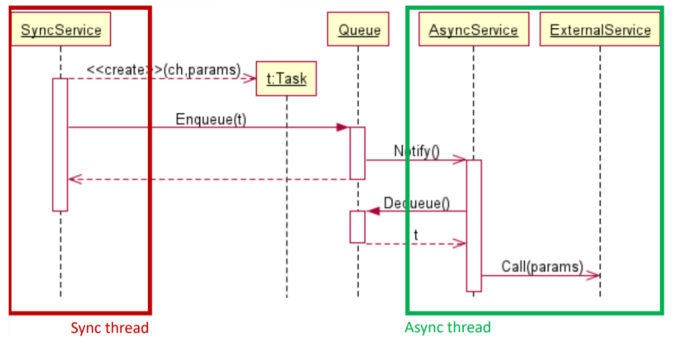 SyncService
Queue
AsyncService
ExternalService
<<create>>(ch,params)
t:Task
Enqueue(t)
Notify()
Dequeue()
t
Call(params)
Sync thread
Async thread